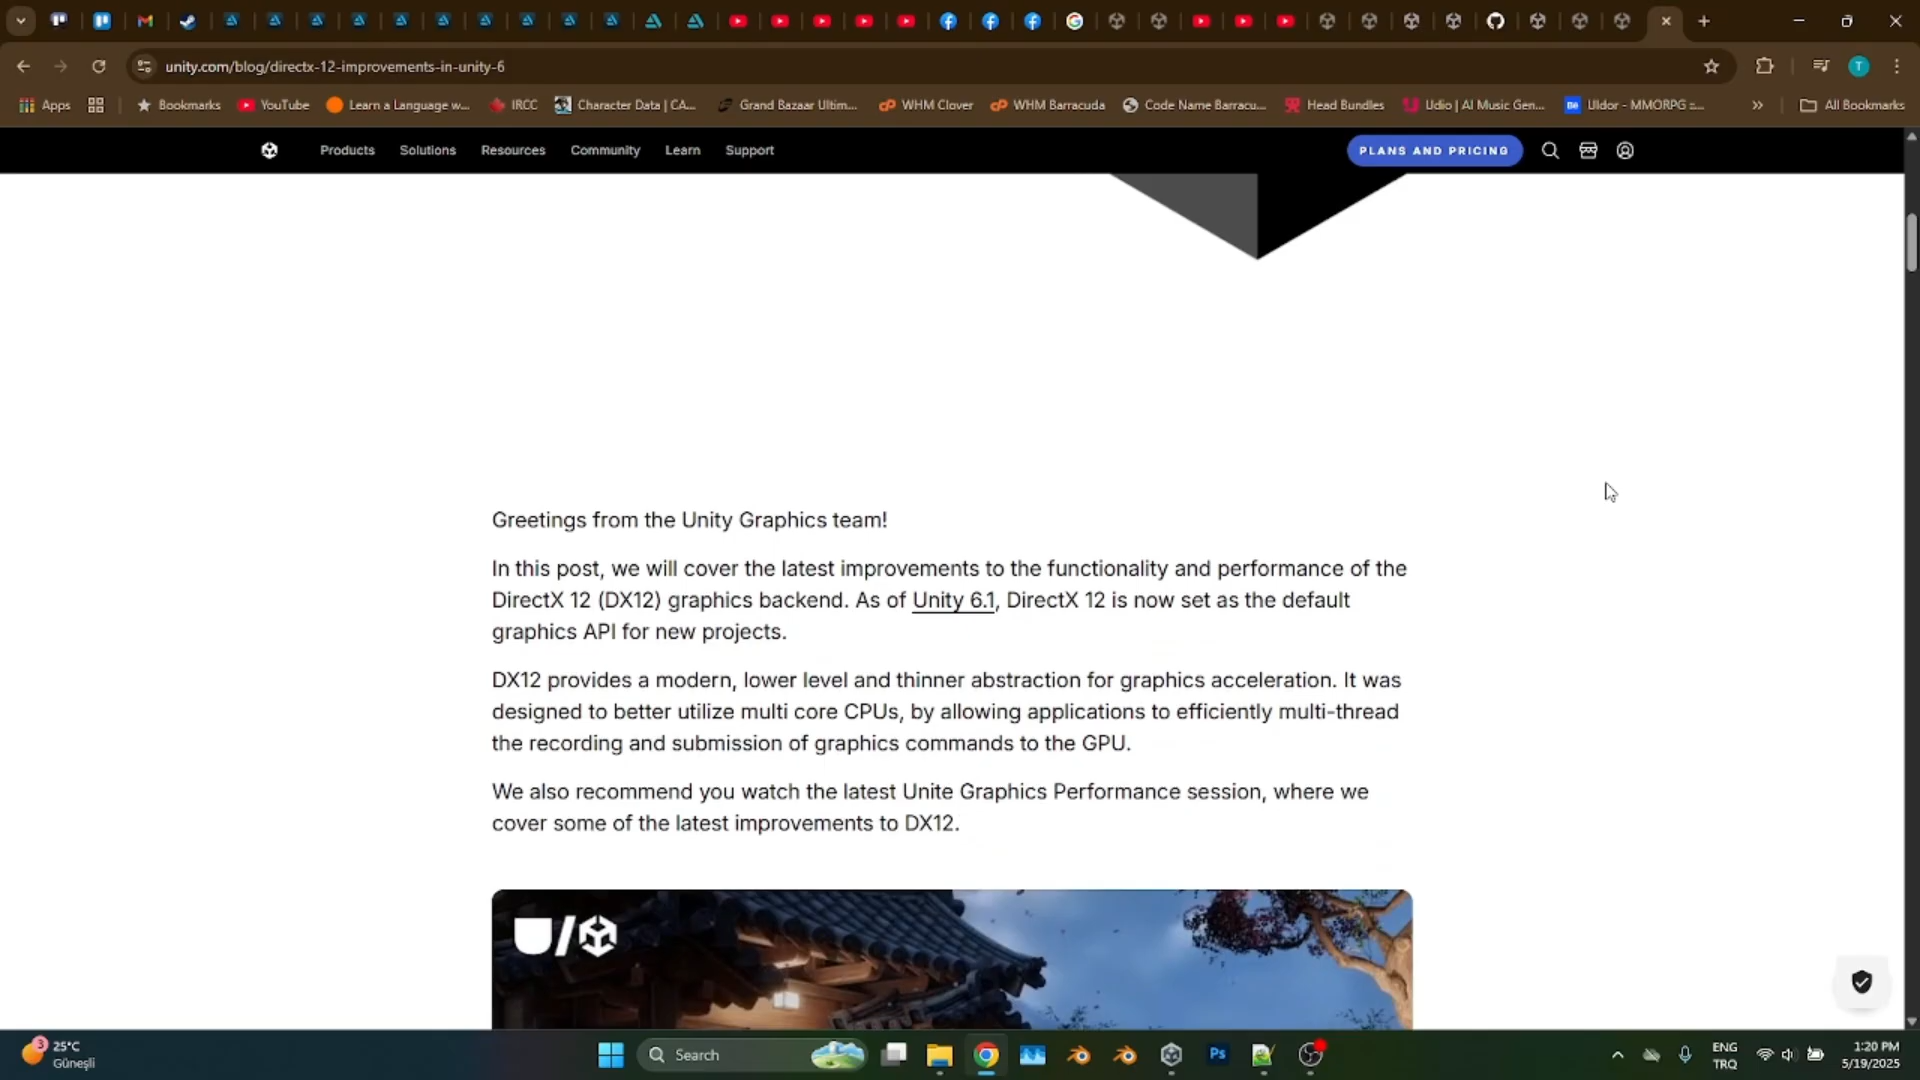 unity.com/blog/directx-12-improvements-in-unity-6
T
Apps
Bookmarks
YouTube
Learn a Language w...
IRCC
Character Data | CA...
Grand Bazaar Ultim...
WHM Clover
WHM Barracuda
Code Name Barracu...
Head Bundles
Udio | AI Music Gen...
Uldor - MMORPG ::...
All Bookmarks
Products
Solutions
Resources
Community
Learn
Support
PLANS AND PRICING
Greetings from the Unity Graphics team!
In this post, we will cover the latest improvements to the functionality and performance of the
DirectX 12 (DX12) graphics backend. As of Unity 6.1, DirectX 12 is now set as the default
graphics API for new projects.
DX12 provides a modern, lower level and thinner abstraction for graphics acceleration. It was
designed to better utilize multi core CPUs, by allowing applications to efficiently multi-thread
the recording and submission of graphics commands to the GPU.
We also recommend you watch the latest Unite Graphics Performance session, where we
cover some of the latest improvements to DX12.
3
25°C
Güneşli
Search
Ps
ENG
TRQ
1:20 PM
5/19/2025